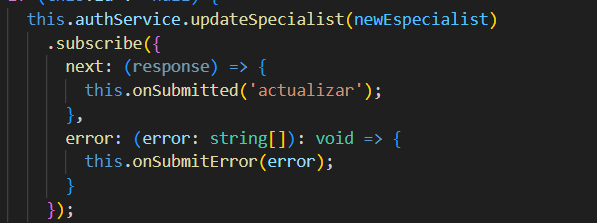 this.authService.updateSpecialist(newEspecialist)
.subscribe({
next: (response) => {
this.onSubmitted('actualizar');
},
error: (error: string[]): void => {
this.onSubmitError(error);
}
});